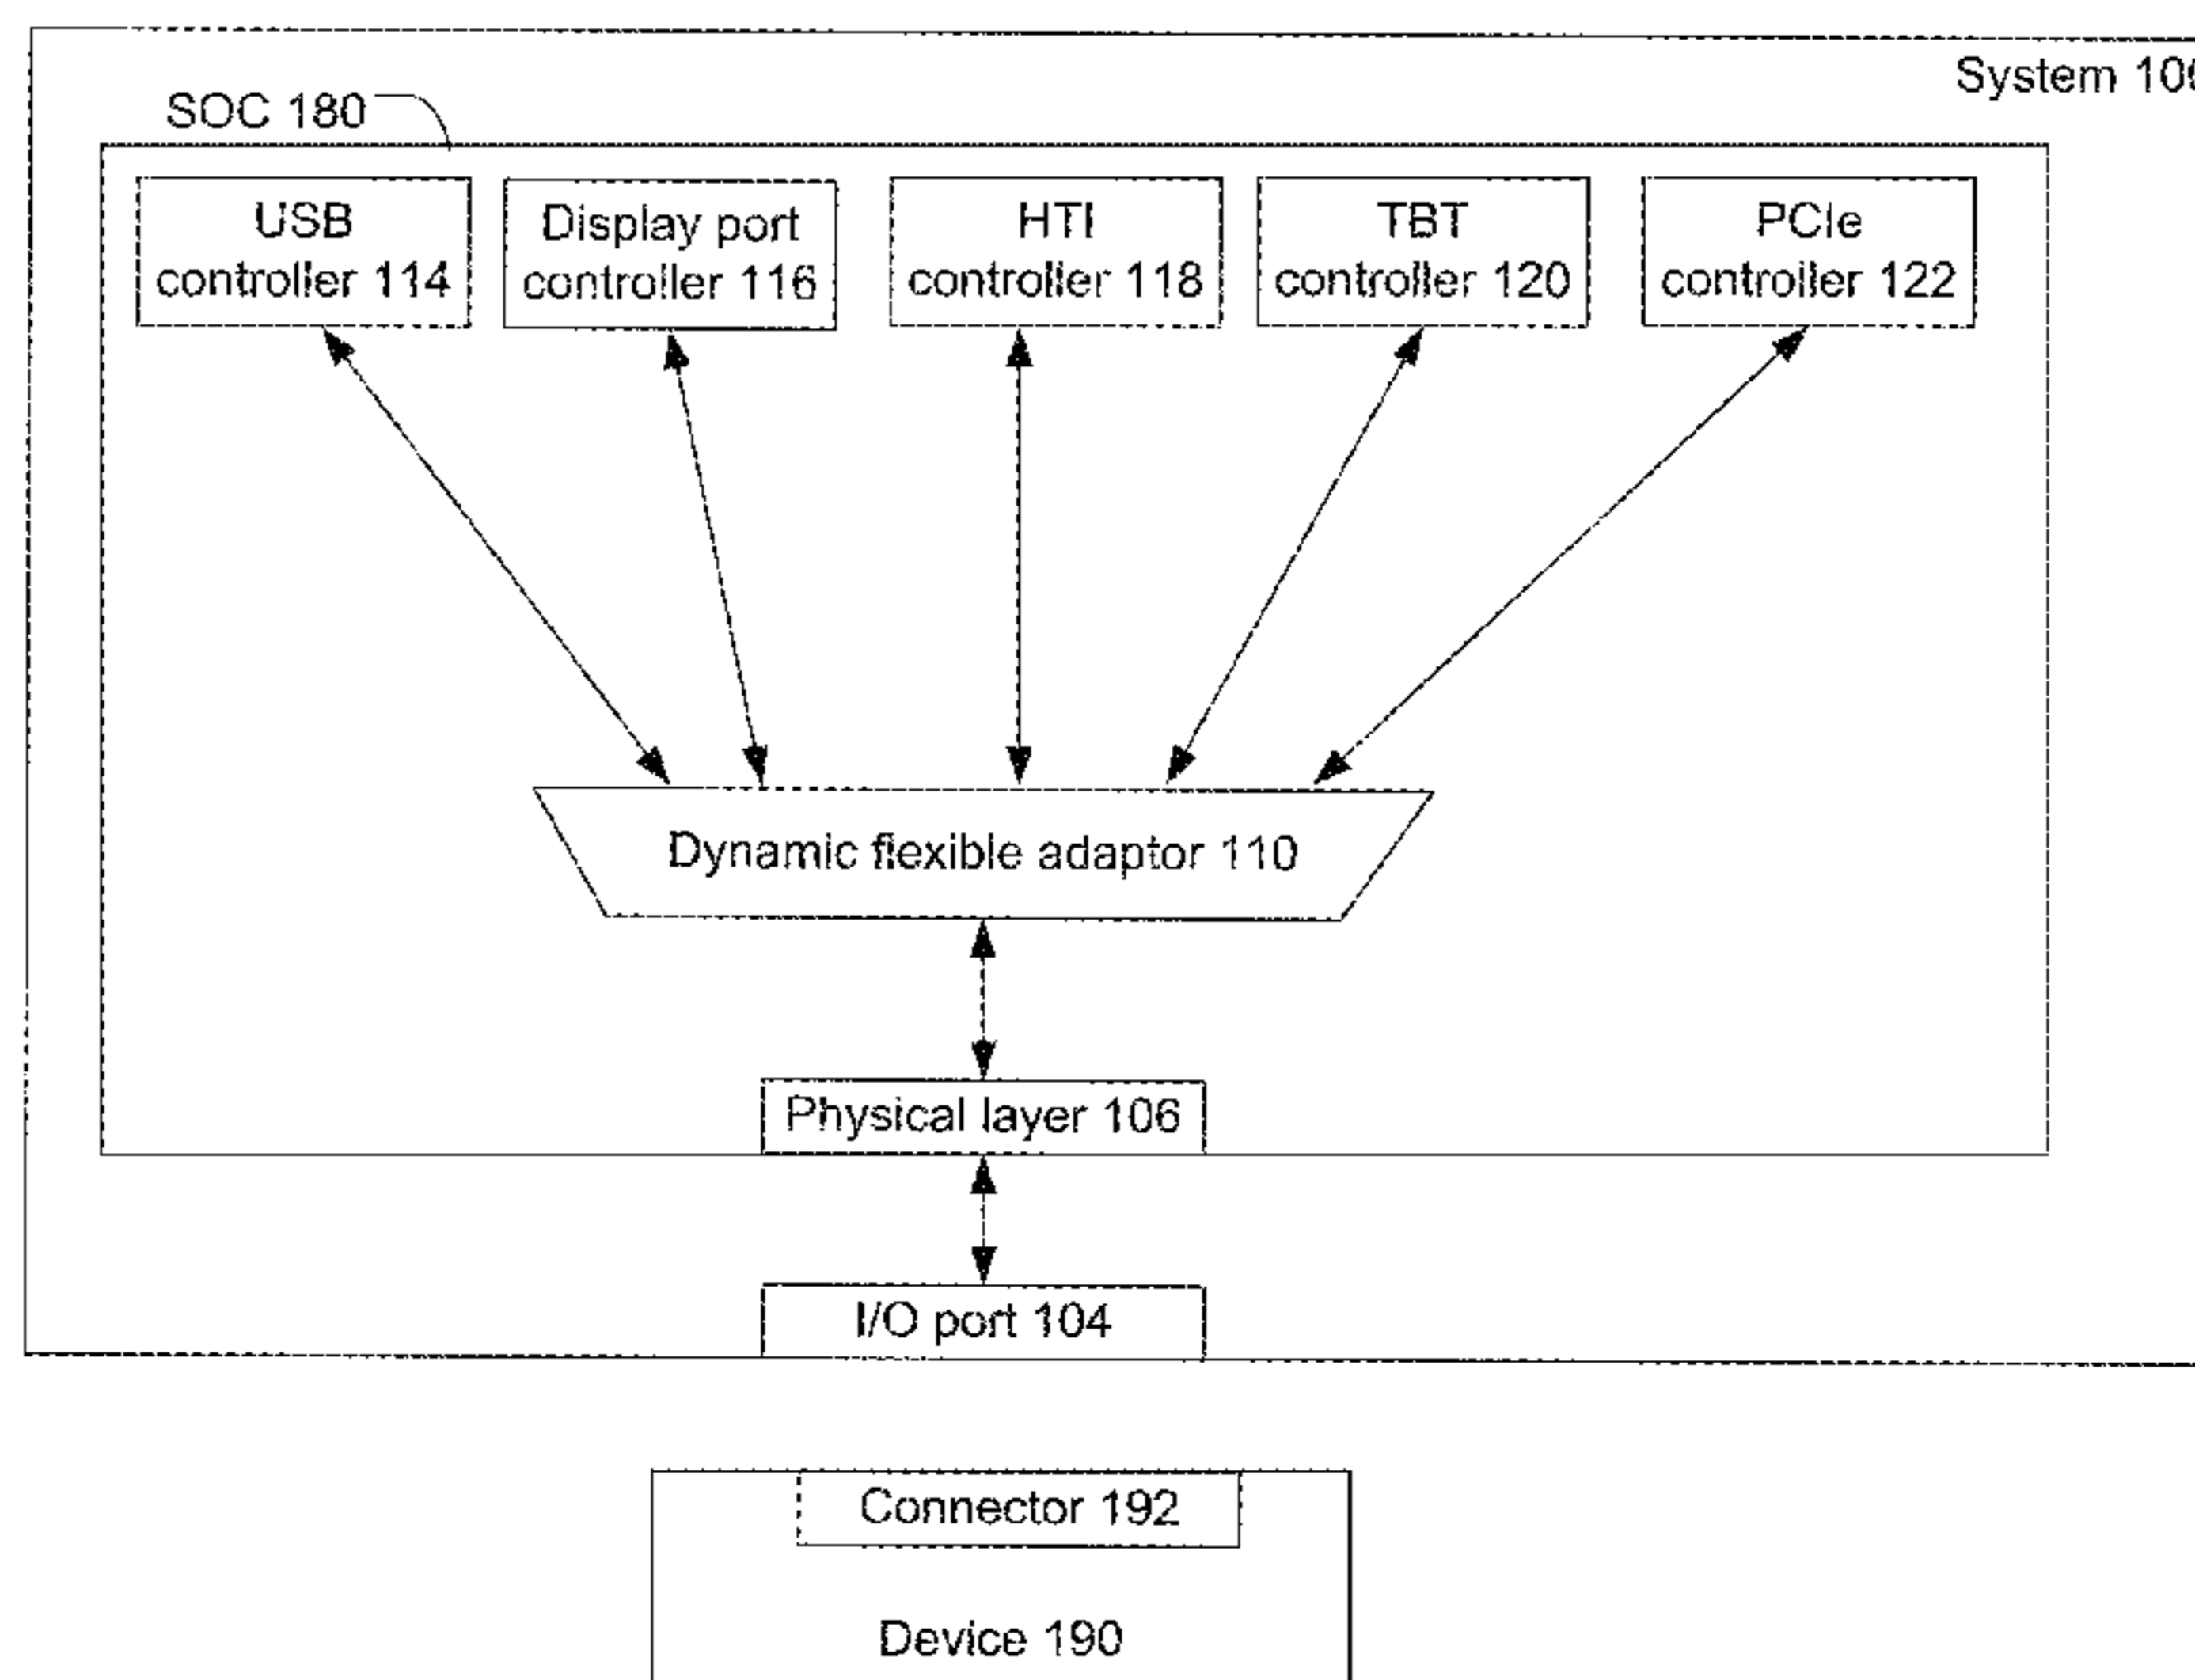 System
SOC 180
USB
controller 114
Display port
controller 116
HTI
controller 118
TBT
controller 120
PCIe
controller 122
Dynamic flexible adaptor 110
Physical layer 106
I/O port 104
Connector 192
Device 190